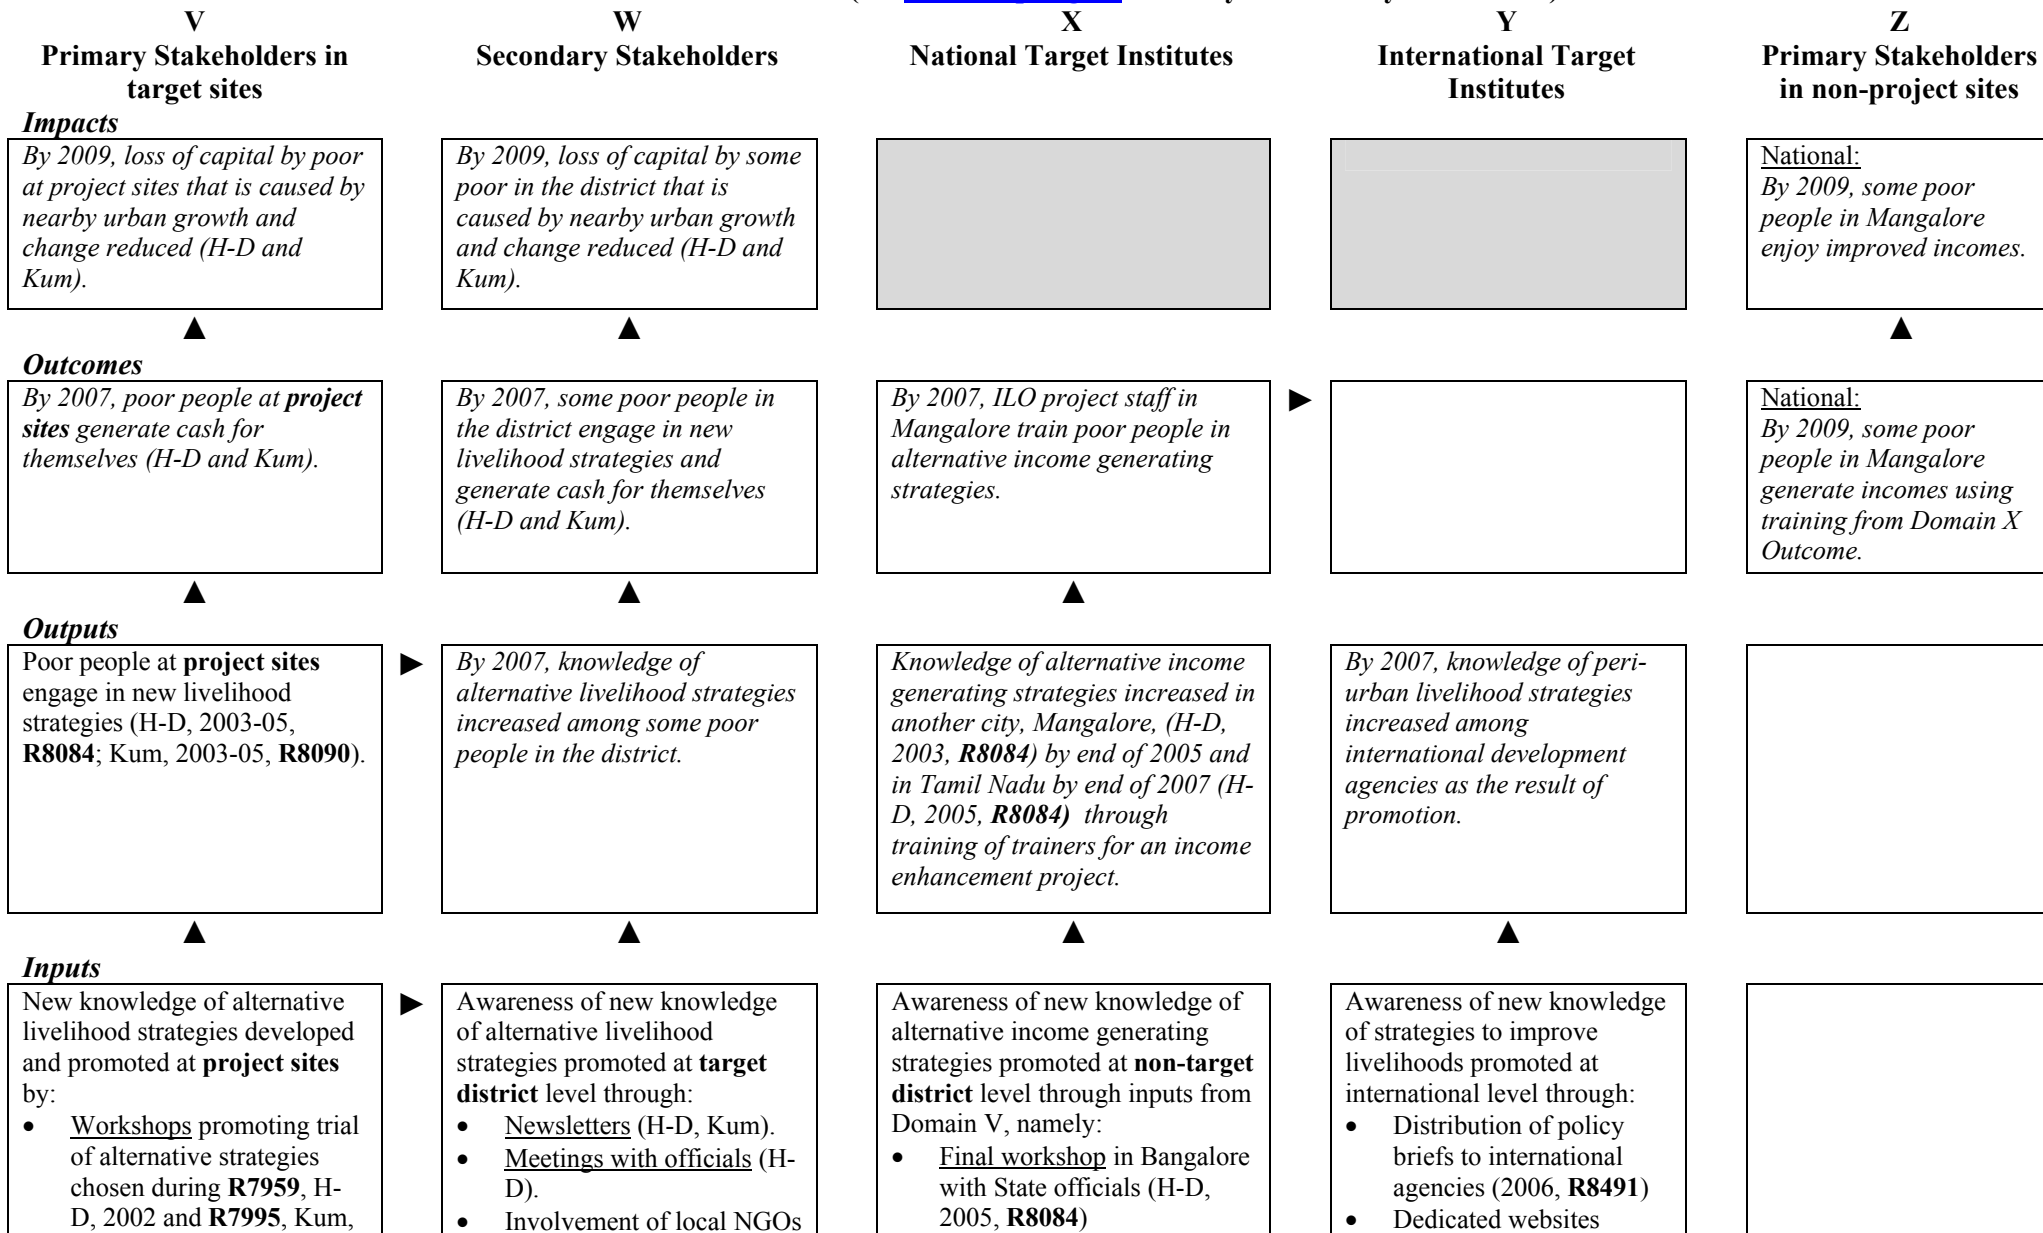 V
Primary Stakeholders in
target sites
W
Secondary Stakeholders
X
National Target Institutes
Y
International Target
Institutes
Z
Primary Stakeholders
in non-project sites
Impacts
By 2009, loss of capital by poor
at project sites that is caused by
nearby urban growth and
change reduced (H-D and
Kum).
By 2009, loss of capital by some
poor in the district that is
caused by nearby urban growth
and change reduced (H-D and
Kum).
National:
By 2009, some poor
people in Mangalore
enjoy improved incomes.
▲ ▲ ▲
Outcomes
By 2007, poor people at project
sites generate cash for
themselves (H-D and Kum).
By 2007, some poor people in
the district engage in new
livelihood strategies and
generate cash for themselves
(H-D and Kum).
By 2007, ILO project staff in
Mangalore train poor people in
alternative income generating
strategies.
►
National:
By 2009, some poor
people in Mangalore
generate incomes using
training from Domain X
Outcome.
▲ ▲ ▲
Outputs
Poor people at project sites
engage in new livelihood
strategies (H-D, 2003-05,
R8084; Kum, 2003-05, R8090).
►
By 2007, knowledge of
alternative livelihood strategies
increased among some poor
people in the district.
Knowledge of alternative income
generating strategies increased in
another city, Mangalore, (H-D,
2003, R8084) by end of 2005 and
in Tamil Nadu by end of 2007 (H-
D, 2005, R8084) through
training of trainers for an income
enhancement project.
By 2007, knowledge of peri-
urban livelihood strategies
increased among
international development
agencies as the result of
promotion.
▲ ▲ ▲ ▲
Inputs
New knowledge of alternative
livelihood strategies developed
and promoted at project sites
by:
• Workshops promoting trial
of alternative strategies
chosen during R7959, H-
D, 2002 and R7995, Kum,
►
Awareness of new knowledge
of alternative livelihood
strategies promoted at target
district level through:
• Newsletters (H-D, Kum).
• Meetings with officials (H-
D).
• Involvement of local NGOs
Awareness of new knowledge of
alternative income generating
strategies promoted at non-target
district level through inputs from
Domain V, namely:
• Final workshop in Bangalore
with State officials (H-D,
2005, R8084)
Awareness of new knowledge
of strategies to improve
livelihoods promoted at
international level through:
• Distribution of policy
briefs to international
agencies (2006, R8491)
• Dedicated websites